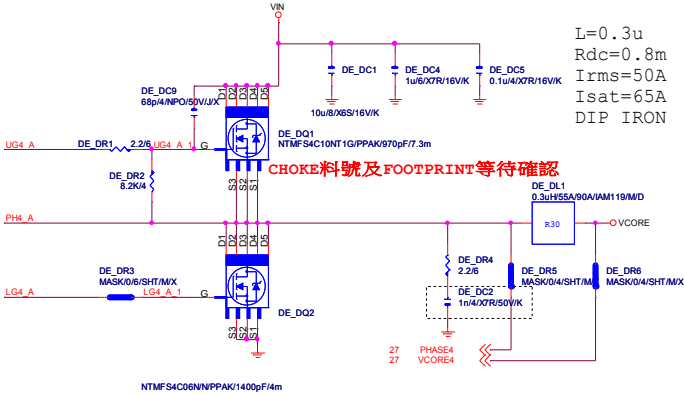 VIN
L=0.3u
Rdc=0.8m
Irms=50A
Isat=65A
DIP IRON
DE_DC1
10u/8/X6S/16V/K
DE_DC4
1u/6/X7R/16V/K
DE_DC5
0.1u/4/X7R/16V/K
DE_DC9
68p/4/NPO/50V/J/X
D1
D2
D3
D4
D5
DE_DQ1
NTMFS4C10NT1G/PPAK/970pF/7.3m
UG4_A
DE_DR1
2.2/6
UG4_A_1
G
CHOKE料號及FOOTPRINT等待確認
DE_DR2
8.2K/4
S3
S2
S1
DE_DL1
0.3uH/55A/90A/IAM119/M/D
R30
VCORE
PH4_A
D1
D2
D3
D4
D5
DE_DR4
2.2/6
DE_DR3
MASK/0/6/SHT/M/X
DE_DR5
MASK/0/4/SHT/M/
DE_DR6
MASK/0/4/SHT/M/X
LG4_A
LG4_A_1
G
DE_DC2
1n/4/X7R/50V/K
DE_DQ2
S3
S2
S1
27 PHASE4
27 VCORE4
NTMFS4C06N/N/PPAK/1400pF/4m